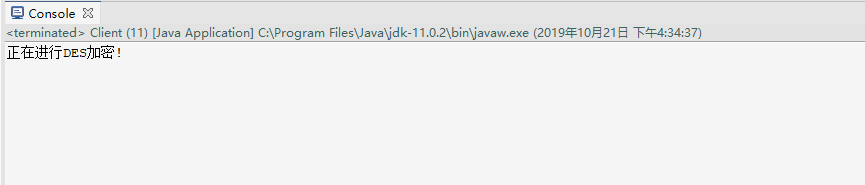 Console
<terminated> Client (11) [Java Application] C:\Program Files\Java\jdk-11.0.2\bin\javaw.exe (2019年10月21日 下午4:34:37)
正在进行DES加密!